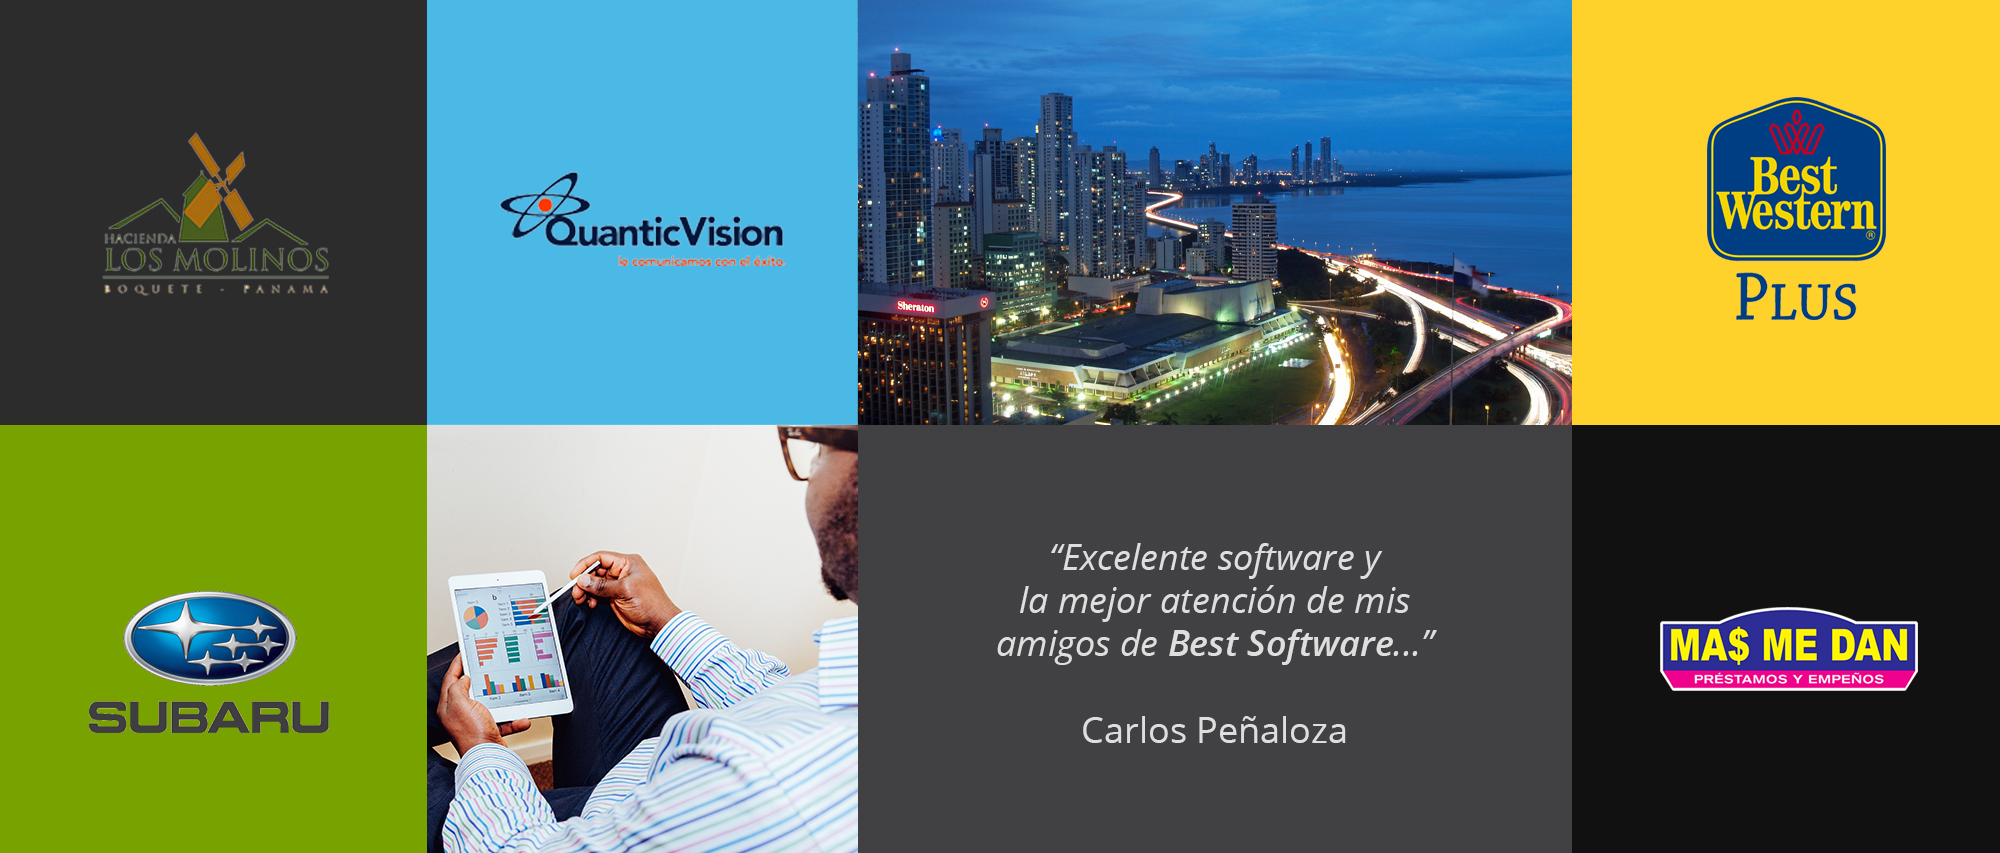 HACIENDA
LOS MOLINOS
BOQUETE - PANAMA
QuanticVision
le comunicamos con el éxito
Sheraton
Best
Western
®
PLUS
SUBARU
“Excelente software y
la mejor atención de mis
amigos de Best Software...”
Carlos Peñaloza
MA$ ME DAN
PRÉSTAMOS Y EMPEÑOS